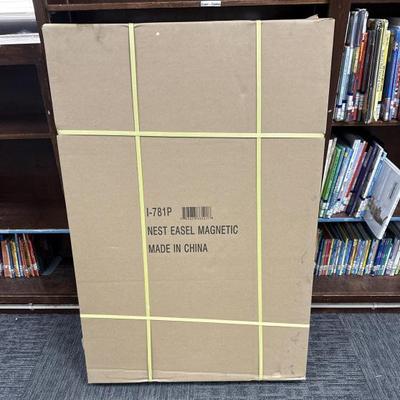 I-781P
NEST EASEL MAGNETIC
MADE IN CHINA